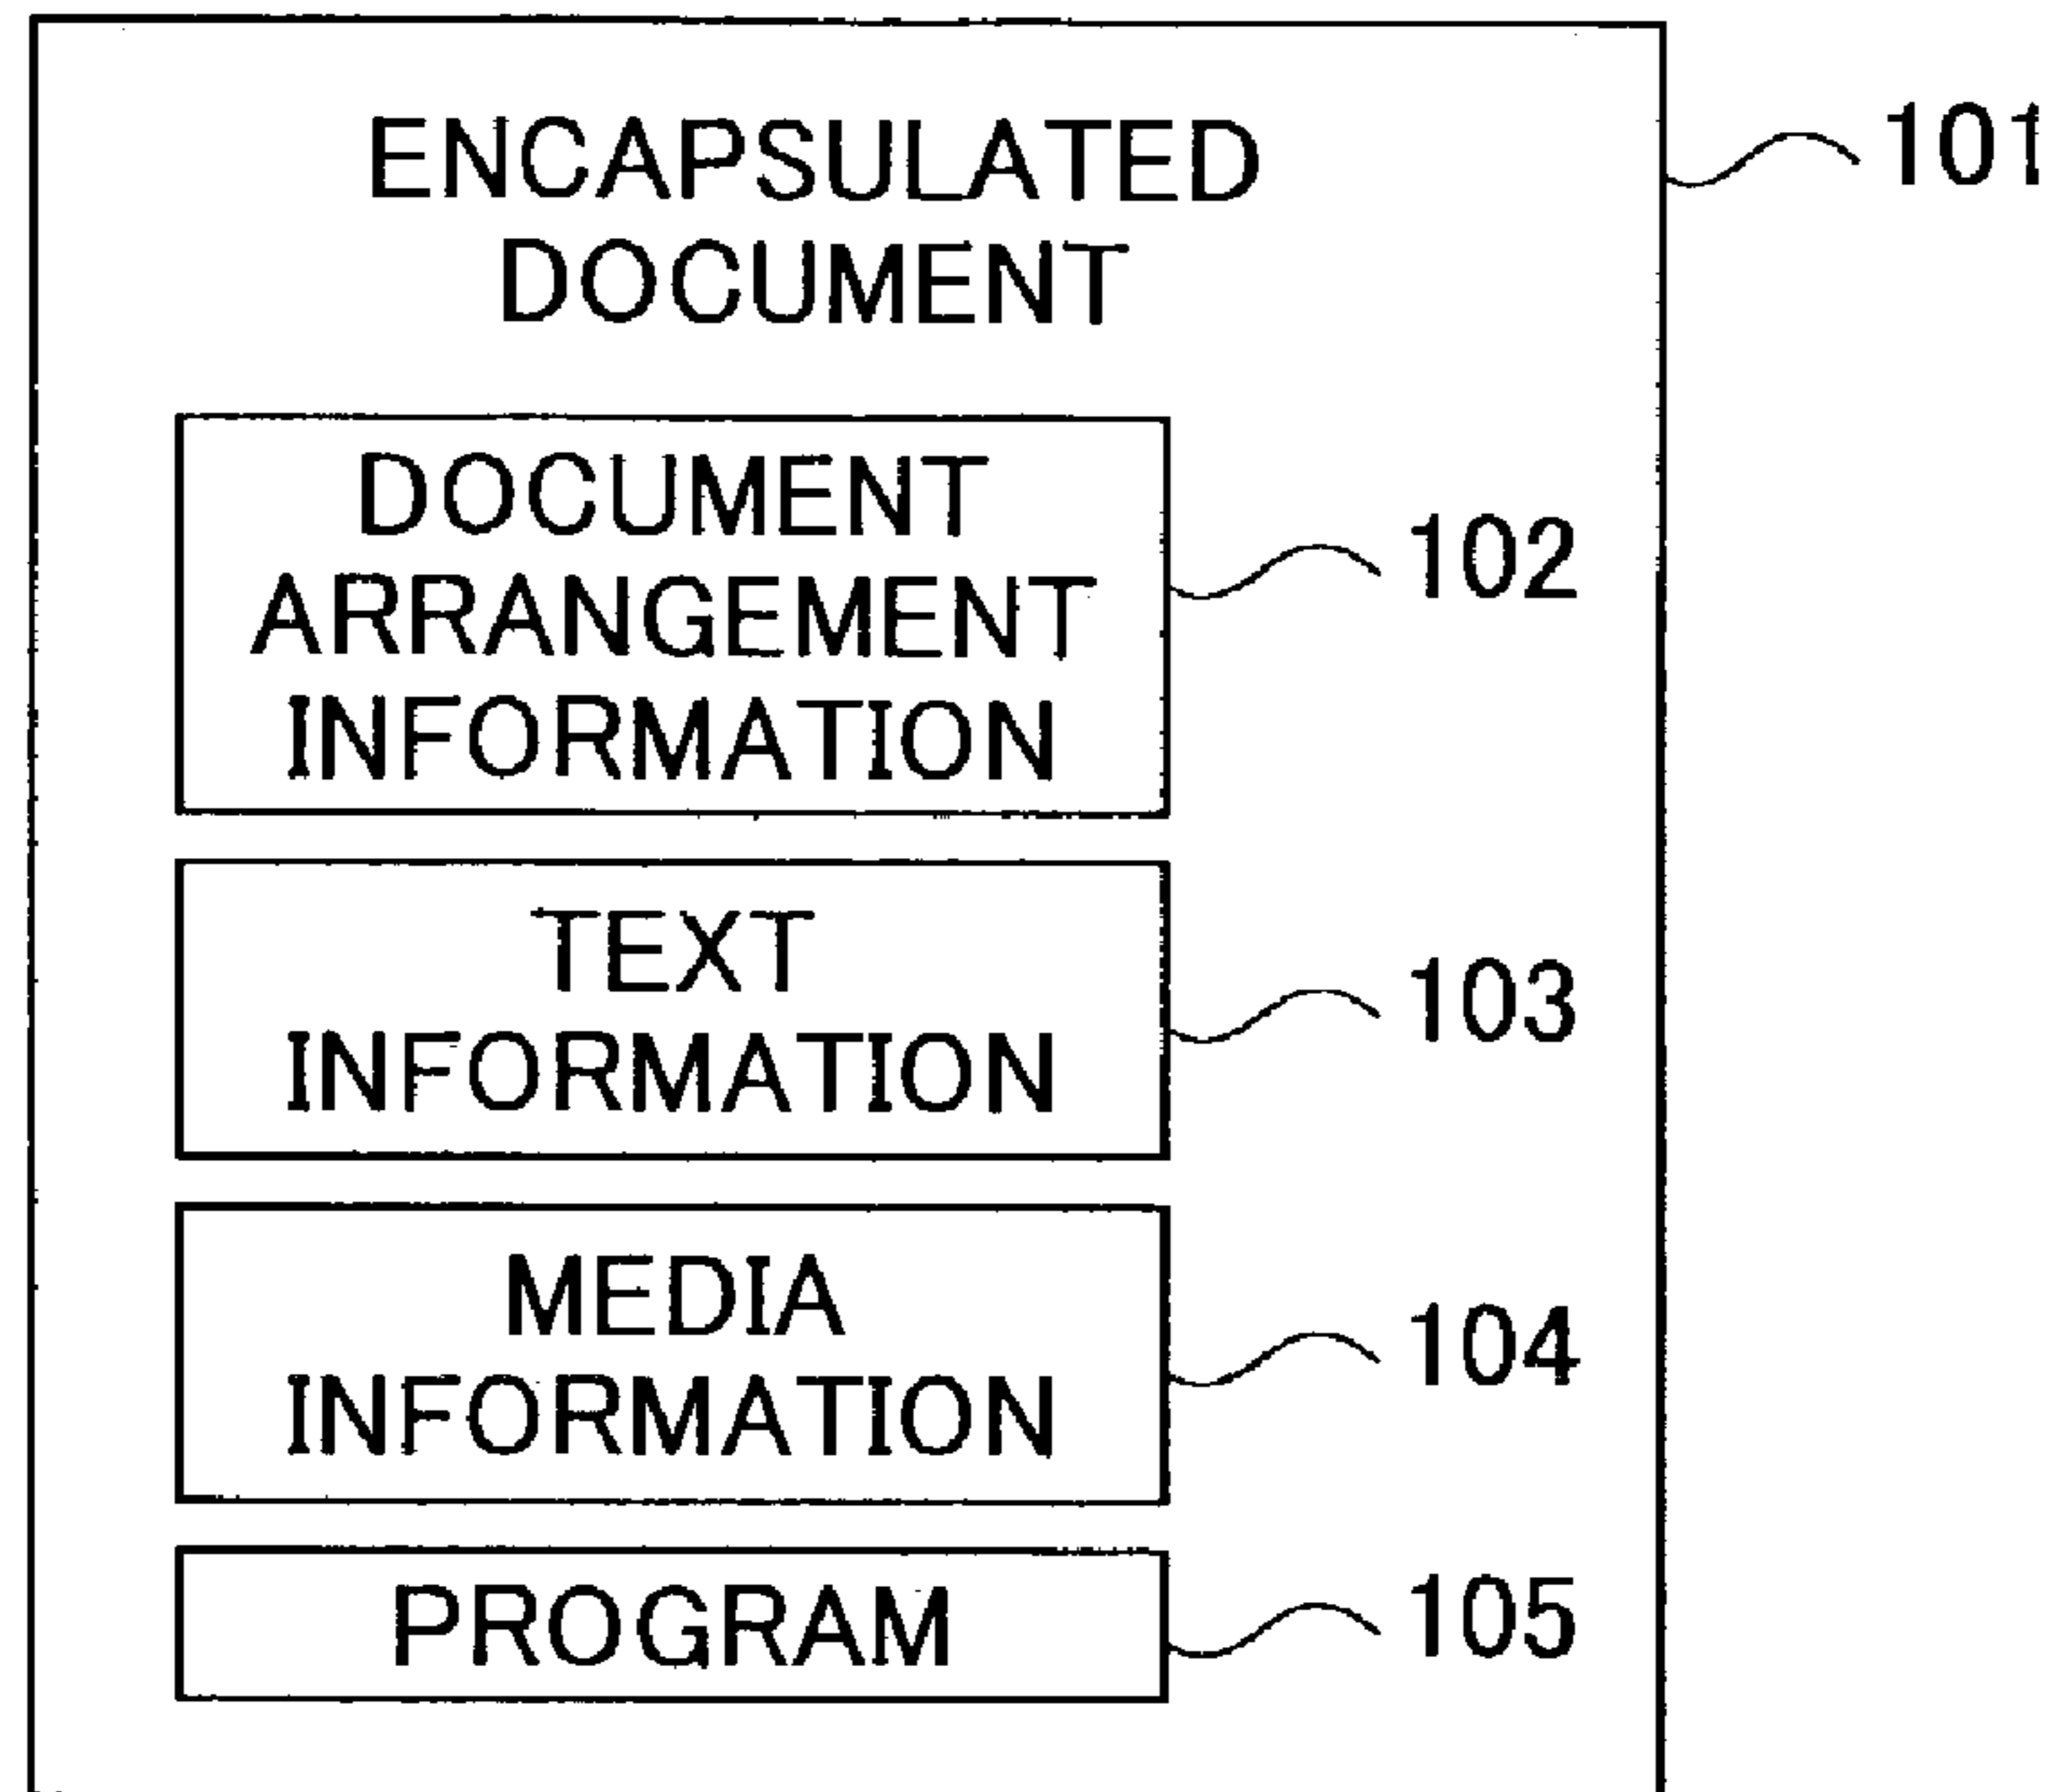 ENCAPSULATED 101
DOCUMENT
DOCUMENT
ARRANGEMENT 102
INFORMATION
TEXT
INFORMATION 103
MEDIA
INFORMATION 104
PROGRAM 105